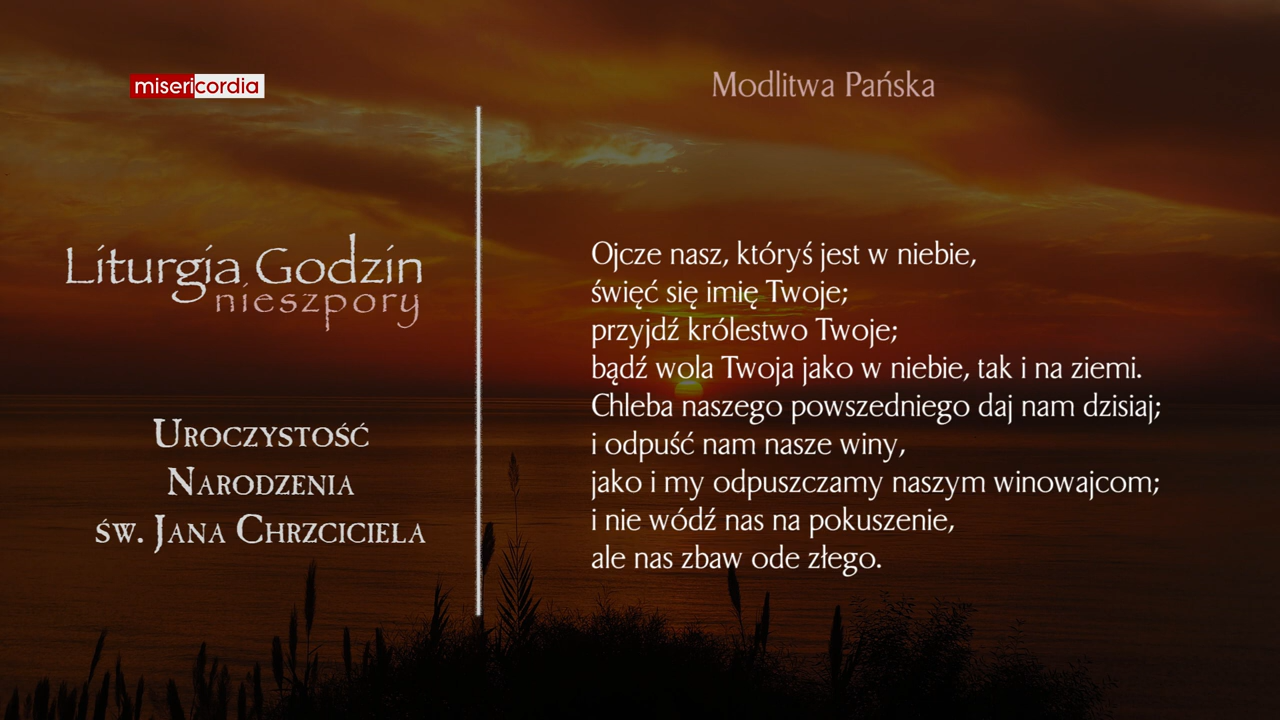 misericordia
Liturgia Godzin
nieszpory
Uroczystość
Narodzenia
św. Jana Chrzciciela
Modlitwa Pańska
Ojcze nasz, któryś jest w niebie,
święć się imię Twoje;
przyjdź królestwo Twoje;
bądź wola Twoja jako w niebie, tak i na ziemi.
Chleba naszego powszedniego daj nam dzisiaj;
i odpuść nam nasze winy,
jako i my odpuszczamy naszym winowajcom;
i nie wódź nas na pokuszenie,
ale nas zbaw ode złego.